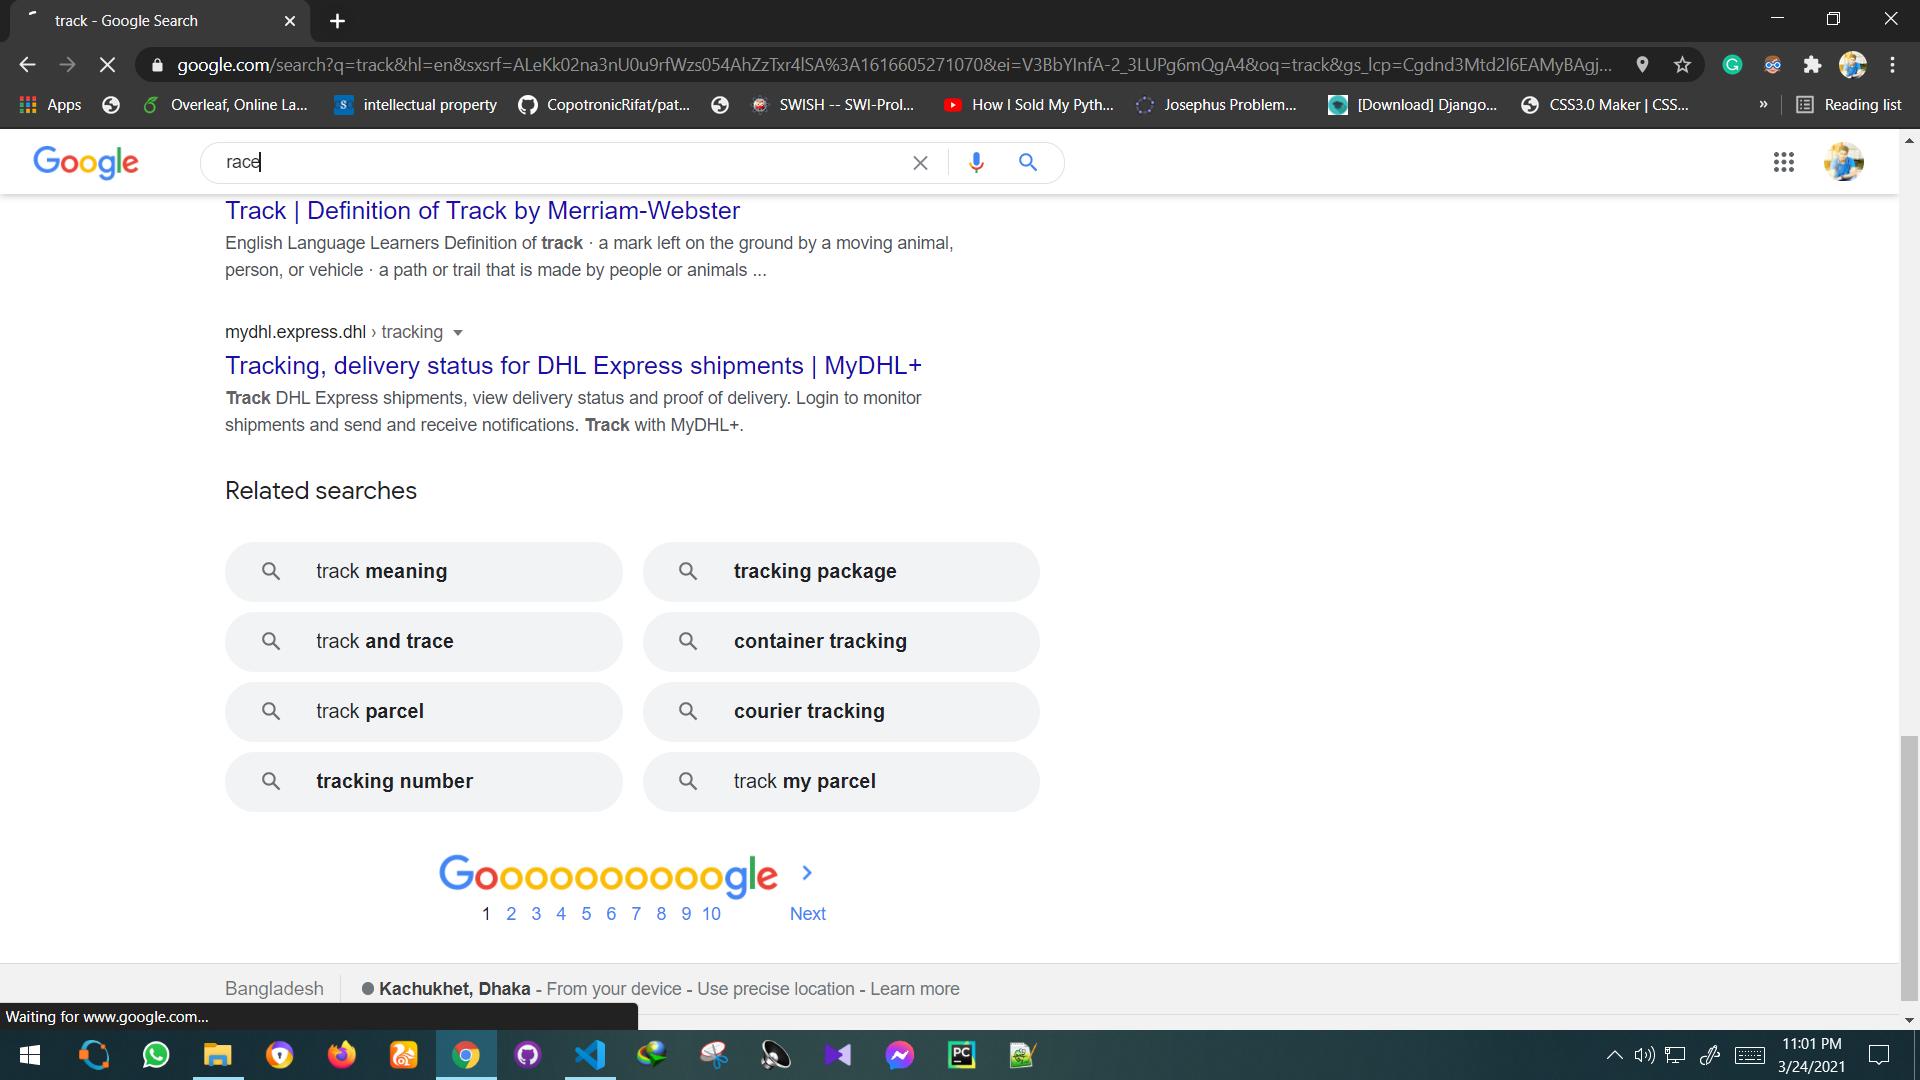 track - Google Search
google.com/search?q=track&hl=en&sxsrf=ALeKk02na3nU0u9rfWzs054AhZzTxr4lSA%3A1616605271070&ei=V3BbYInfA-2_3LUPg6mQgA4&oq=track&gs_lcp=Cgdnd3Mtd2l6EAMyBAgj...
Apps Overleaf, Online La... intellectual property CopotronicRifat/pat... SWISH -- SWI-Prol... How I Sold My Pyth... Josephus Problem... [Download] Django... CSS3.0 Maker | CSS... » Reading list
Google race
Track | Definition of Track by Merriam-Webster
English Language Learners Definition of track · a mark left on the ground by a moving animal,
person, or vehicle · a path or trail that is made by people or animals ...
mydhl.express.dhl › tracking
Tracking, delivery status for DHL Express shipments | MyDHL+
Track DHL Express shipments, view delivery status and proof of delivery. Login to monitor
shipments and send and receive notifications. Track with MyDHL+.
Related searches
track meaning tracking package
track and trace container tracking
track parcel courier tracking
tracking number track my parcel
Goooooooooogle
1 2 3 4 5 6 7 8 9 10 Next
Bangladesh Kachukhet, Dhaka - From your device - Use precise location - Learn more
Waiting for www.google.com...
11:01 PM
3/24/2021